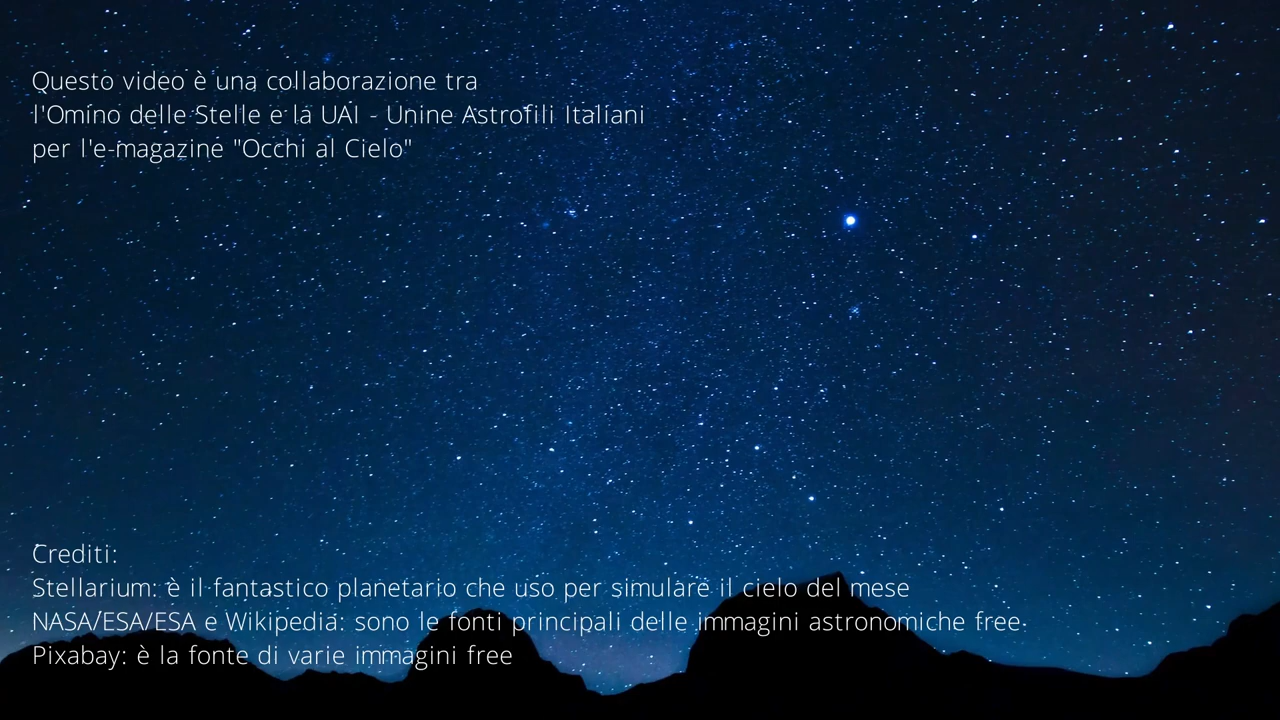 Questo video è una collaborazione tra
l'Omino delle Stelle e la UAI - Unine Astrofili Italiani
per l'e-magazine "Occhi al Cielo"
Crediti:
Stellarium: è il fantastico planetario che uso per simulare il cielo del mese
NASA/ESA/ESA e Wikipedia: sono le fonti principali delle immagini astronomiche free
Pixabay: è la fonte di varie immagini free